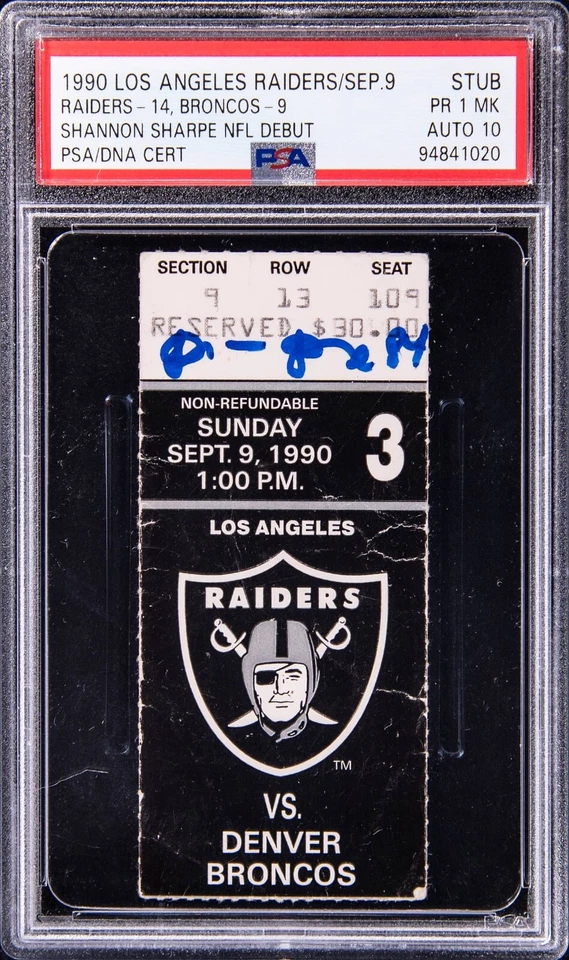 1990 LOS ANGELES RAIDERS/SEP.9 STUB
RAIDERS - 14, BRONCOS - 9 PR 1 MK
SHANNON SHARPE NFL DEBUT AUTO 10
PSA/DNA CERT PSA 94841020
SECTION ROW SEAT
9 13 109
RESERVED $30.00
NON-REFUNDABLE
SUNDAY
SEPT. 9, 1990
1:00 P.M.
3
LOS ANGELES
RAIDERS
TM
VS.
DENVER
BRONCOS
PSA